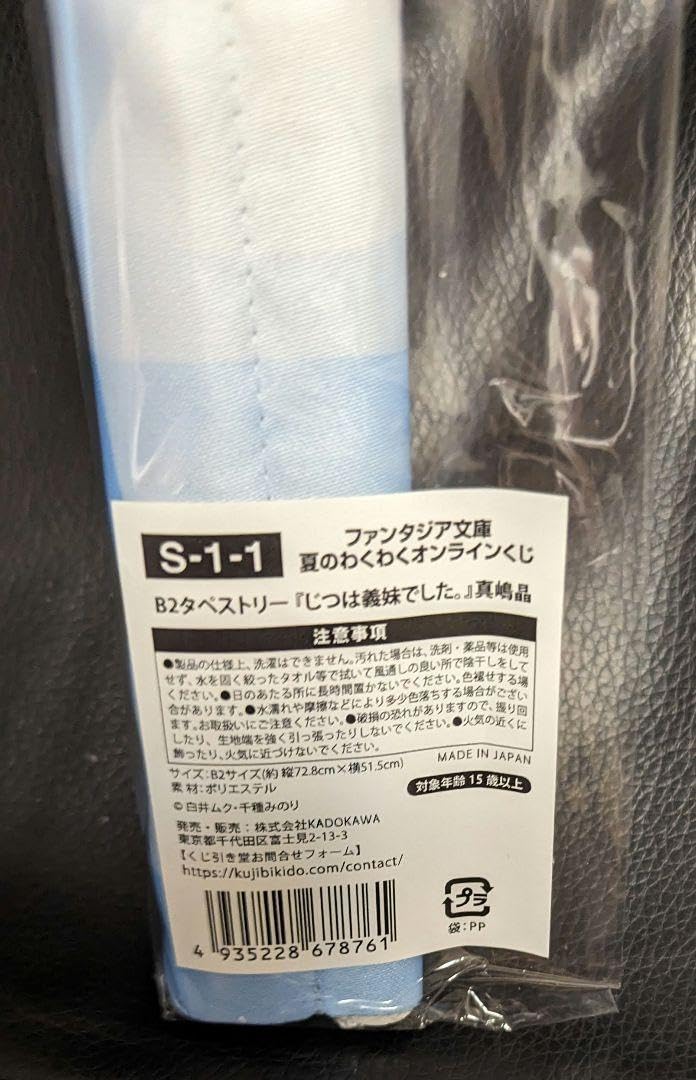 S-1-1
ファンタジア文庫
夏のわくわくオンラインくじ
B2タペストリー『じつは義妹でした。』真嶋晶
注意事項
●製品の仕様上、洗濯はできません。汚れた場合は、洗剤・薬品等は使用
せず、水を固く絞ったタオル等で拭いて風通しの良い所で陰干しをして
ください。●日のあたる所に長時間置かないでください。色褪せする場
合があります。●水濡れや摩擦などにより多少色落ちする場合がござい
ます。お取扱いにご注意ください。●破損の恐れがありますので、振り回
したり、生地端を強く引っ張ったりしないでください。●火気の近くに
飾ったり、火気に近づけないでください。
サイズ:B2サイズ(約 縦72.8cm×横51.5cm)
MADE IN JAPAN
素材:ポリエステル
対象年齢15歳以上
©白井ムク・千種みのり
発売・販売:株式会社KADOKAWA
東京都千代田区富士見2-13-3
【くじ引き堂お問合せフォーム】
https://kujibikido.com/contact/
4 935228 678761
プラ
袋:PP